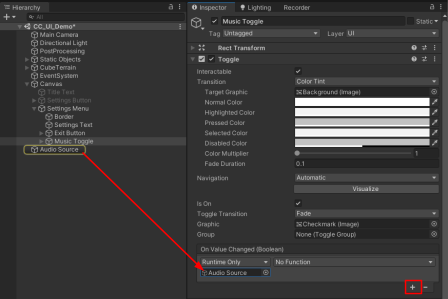 Hierarchy
All
CC_UI_Demo*
Main Camera
Directional Light
PostProcessing
Static Objects
CubeTerrain
EventSystem
Canvas
Title Text
Settings Button
Settings Menu
Border
Settings Text
Exit Button
Music Toggle
Audio Source
Inspector Lighting Recorder
Music Toggle Static
Tag Untagged Layer UI
Rect Transform
Toggle
Interactable
Transition Color Tint
Target Graphic Background (Image)
Normal Color
Highlighted Color
Pressed Color
Selected Color
Disabled Color
Color Multiplier 1
Fade Duration 0.1
Navigation Automatic
Visualize
Is On
Toggle Transition Fade
Graphic Checkmark (Image)
Group None (Toggle Group)
On Value Changed (Boolean)
Runtime Only No Function
Audio Source